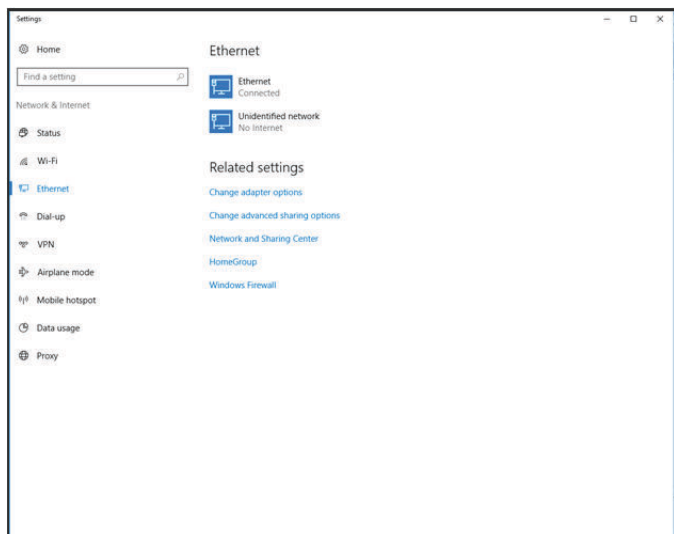 Settings
Home
Find a setting
Network & Internet
Status
Wi-Fi
Ethernet
Dial-up
VPN
Airplane mode
Mobile hotspot
Data usage
Proxy
Ethernet
Ethernet
Connected
Unidentified network
No Internet
Related settings
Change adapter options
Change advanced sharing options
Network and Sharing Center
HomeGroup
Windows Firewall